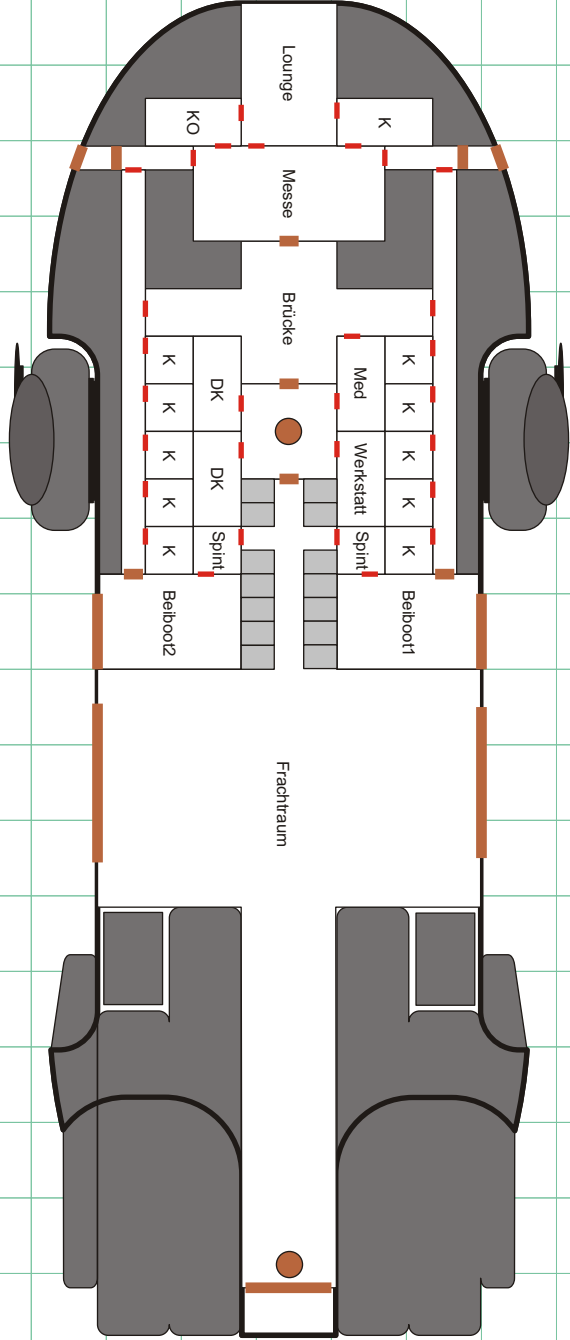 Lounge
KO
K
Messe
Brücke
K
DK
Med
K
K
K
K
DK
Werkstatt
K
K
K
K
Spint
Spint
K
Beiboot2
Beiboot1
Frachtraum